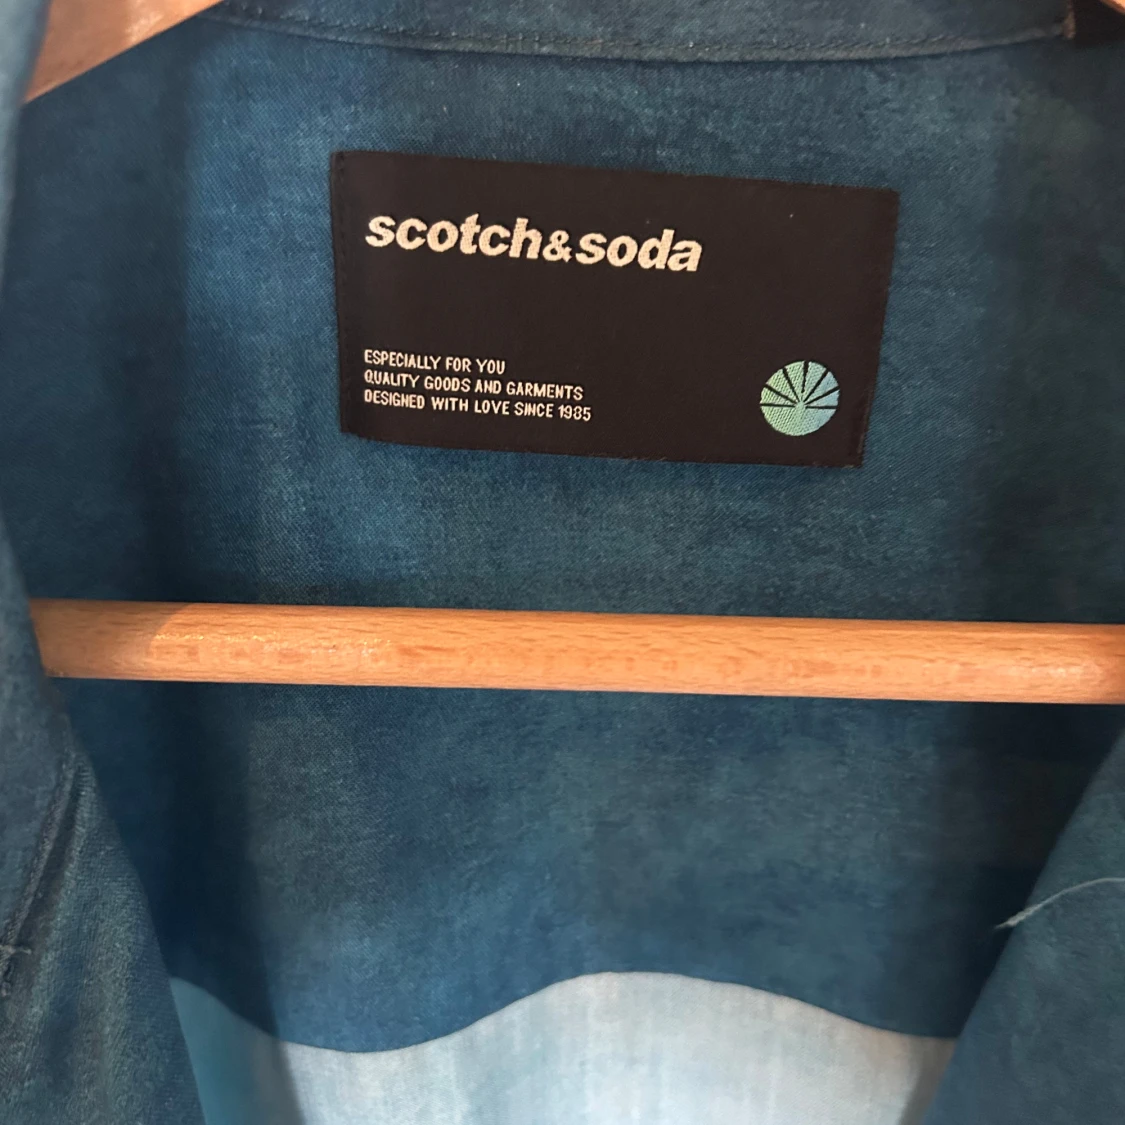 scotch&soda
ESPECIALLY FOR YOU
QUALITY GOODS AND GARMENTS
DESIGNED WITH LOVE SINCE 1985